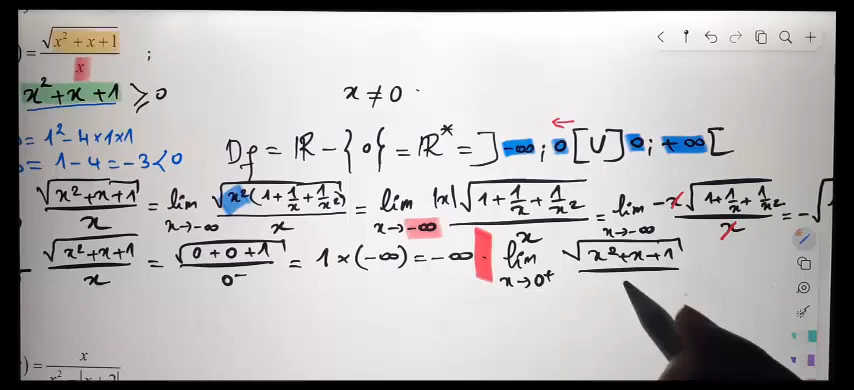 ) = √(x² + x + 1) / x ;
x² + x + 1 ⩾ 0
x ≠ 0 .
= 1² - 4×1×1
= 1 - 4 = -3 < 0
Df = ℝ - {0{ = ℝ* = ]-∞ ; 0[ U ]0 ; +∞[
√(x²+x+1) / x = lim x→-∞ √(x²(1 + 1/x + 1/x²)) / x = lim x→-∞ |x|√(1 + 1/x + 1/x²) / x = lim x→-∞ -x√(1 + 1/x + 1/x²) / x = -√1
√(x²+x+1) / x = √(0+0+1) / 0⁻ = 1×(-∞) = -∞ . lim x→0⁺ √(x²+x+1)
) = x / x² - |x+2|